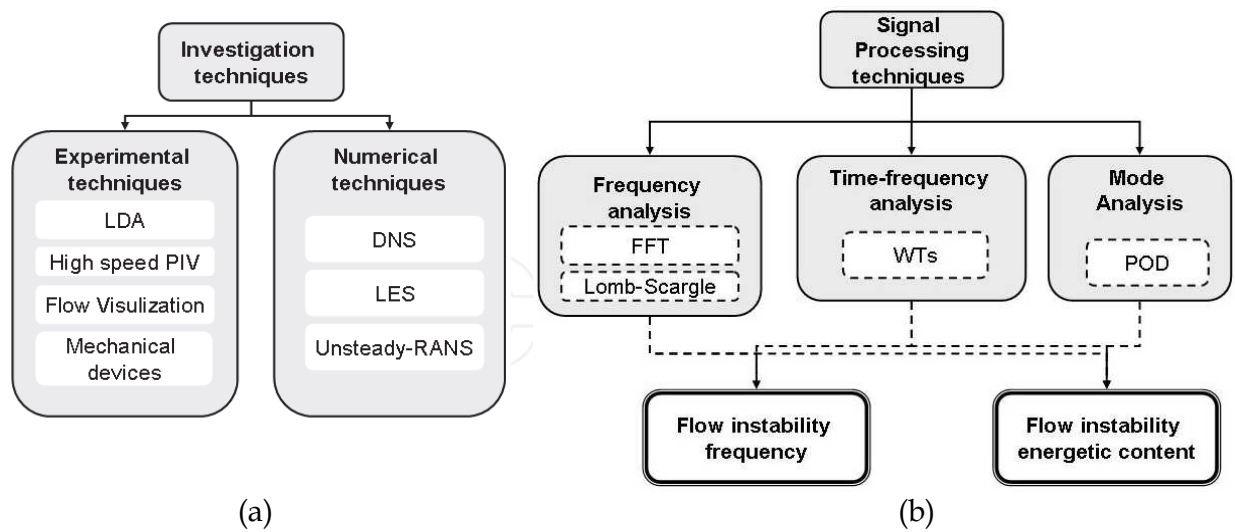 Investigation
techniques
Experimental
techniques
LDA
High speed PIV
Flow Visulization
Mechanical
devices
Numerical
techniques
DNS
LES
Unsteady-RANS
(a)
Signal
Processing
techniques
Frequency
analysis
FFT
Lomb-Scargle
Time-frequency
analysis
WTs
Mode
Analysis
POD
Flow instability
frequency
Flow instability
energetic content
(b)